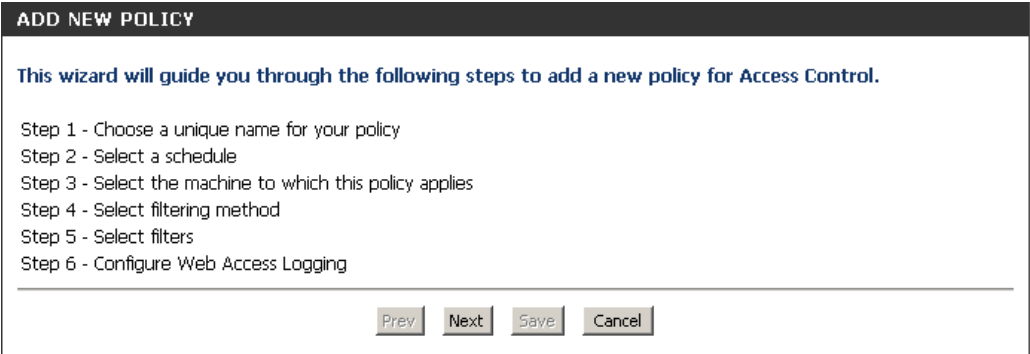 ADD NEW POLICY
This wizard will guide you through the following steps to add a new policy for Access Control.
Step 1 - Choose a unique name for your policy
Step 2 - Select a schedule
Step 3 - Select the machine to which this policy applies
Step 4 - Select filtering method
Step 5 - Select filters
Step 6 - Configure Web Access Logging
Prev Next Save Cancel